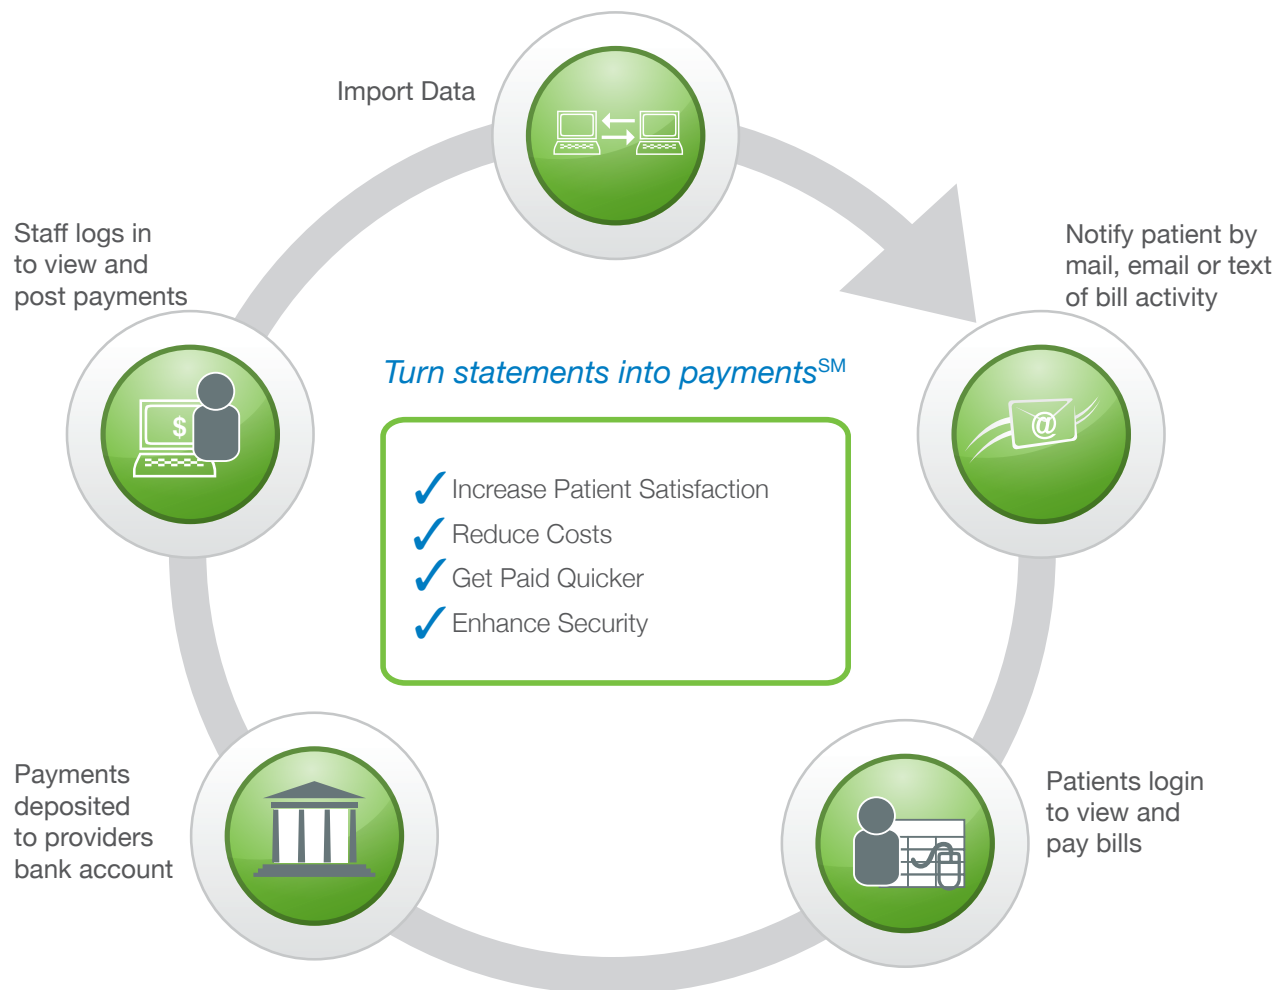 Import Data
Staff logs in
to view and
post payments
Notify patient by
mail, email or text
of bill activity
$
@
Turn statements into payments℠
✓ Increase Patient Satisfaction
✓ Reduce Costs
✓ Get Paid Quicker
✓ Enhance Security
Payments
deposited
to providers
bank account
Patients login
to view and
pay bills